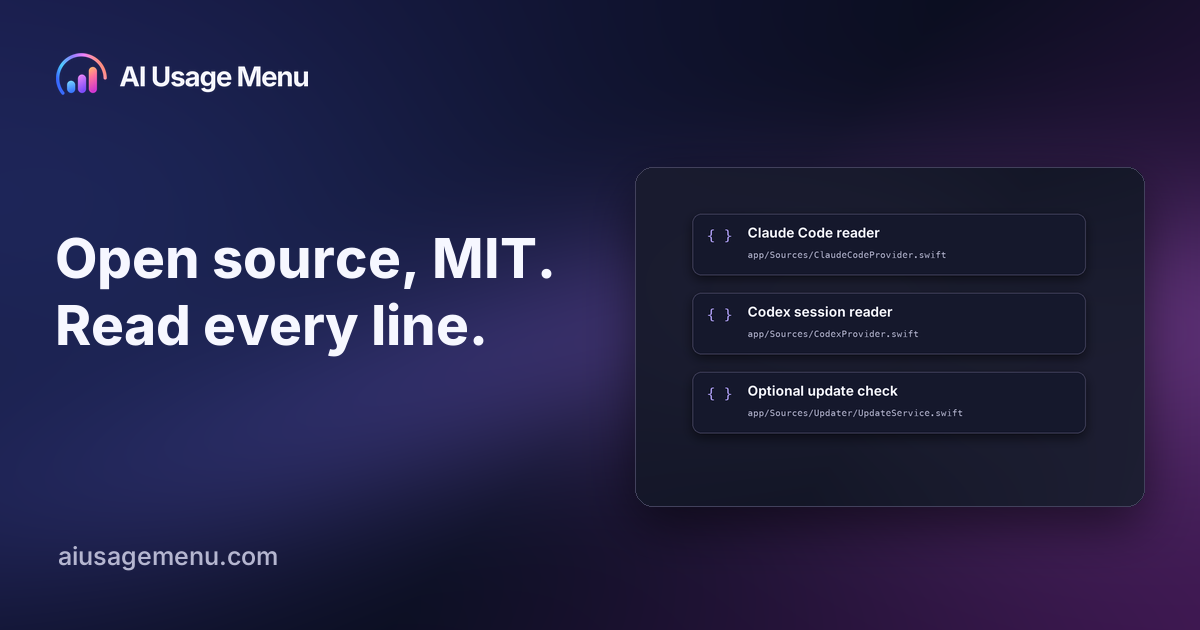 AI Usage Menu
Open source, MIT.
Read every line.
{ } Claude Code reader
app/Sources/ClaudeCodeProvider.swift
{ } Codex session reader
app/Sources/CodexProvider.swift
{ } Optional update check
app/Sources/Updater/UpdateService.swift
aiusagemenu.com